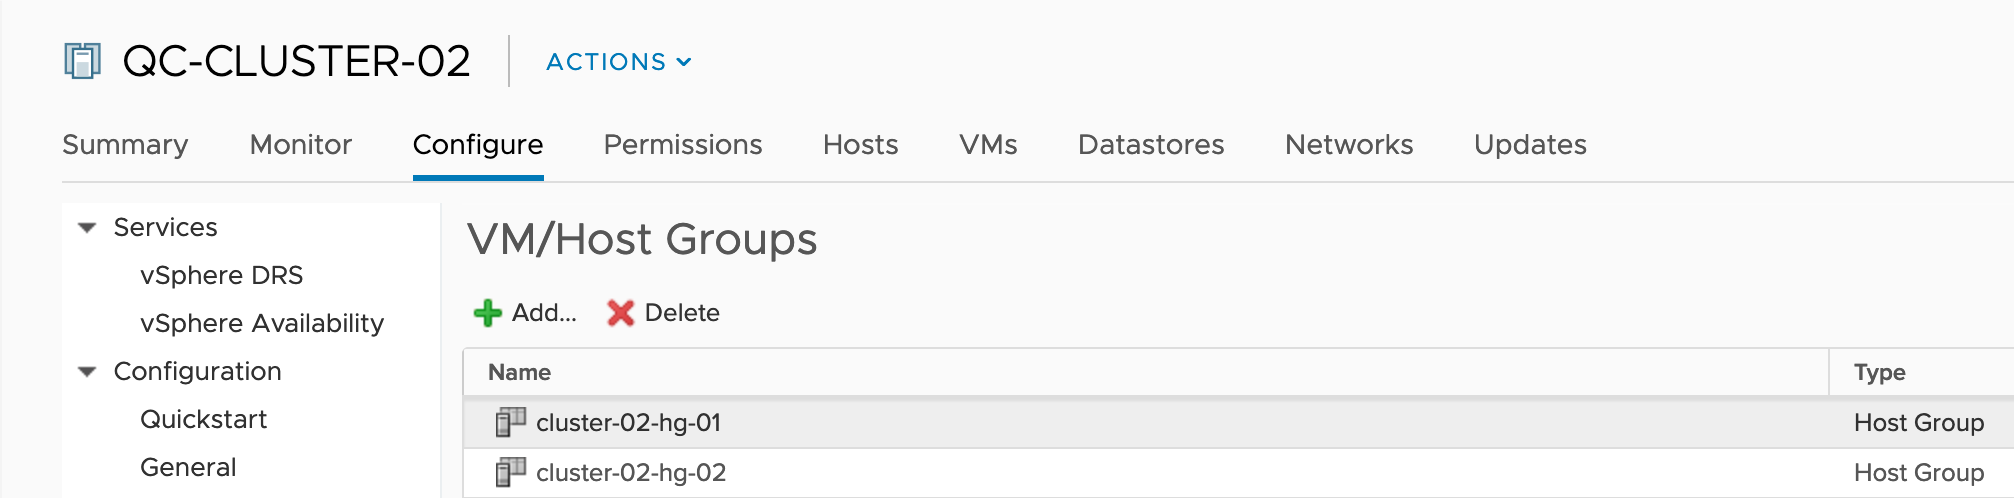 QC-CLUSTER-02
ACTIONS
Summary Monitor Configure Permissions Hosts VMs Datastores Networks Updates
Services
vSphere DRS
vSphere Availability
Configuration
Quickstart
General
VM/Host Groups
Add... Delete
Name Type
cluster-02-hg-01 Host Group
cluster-02-hg-02 Host Group